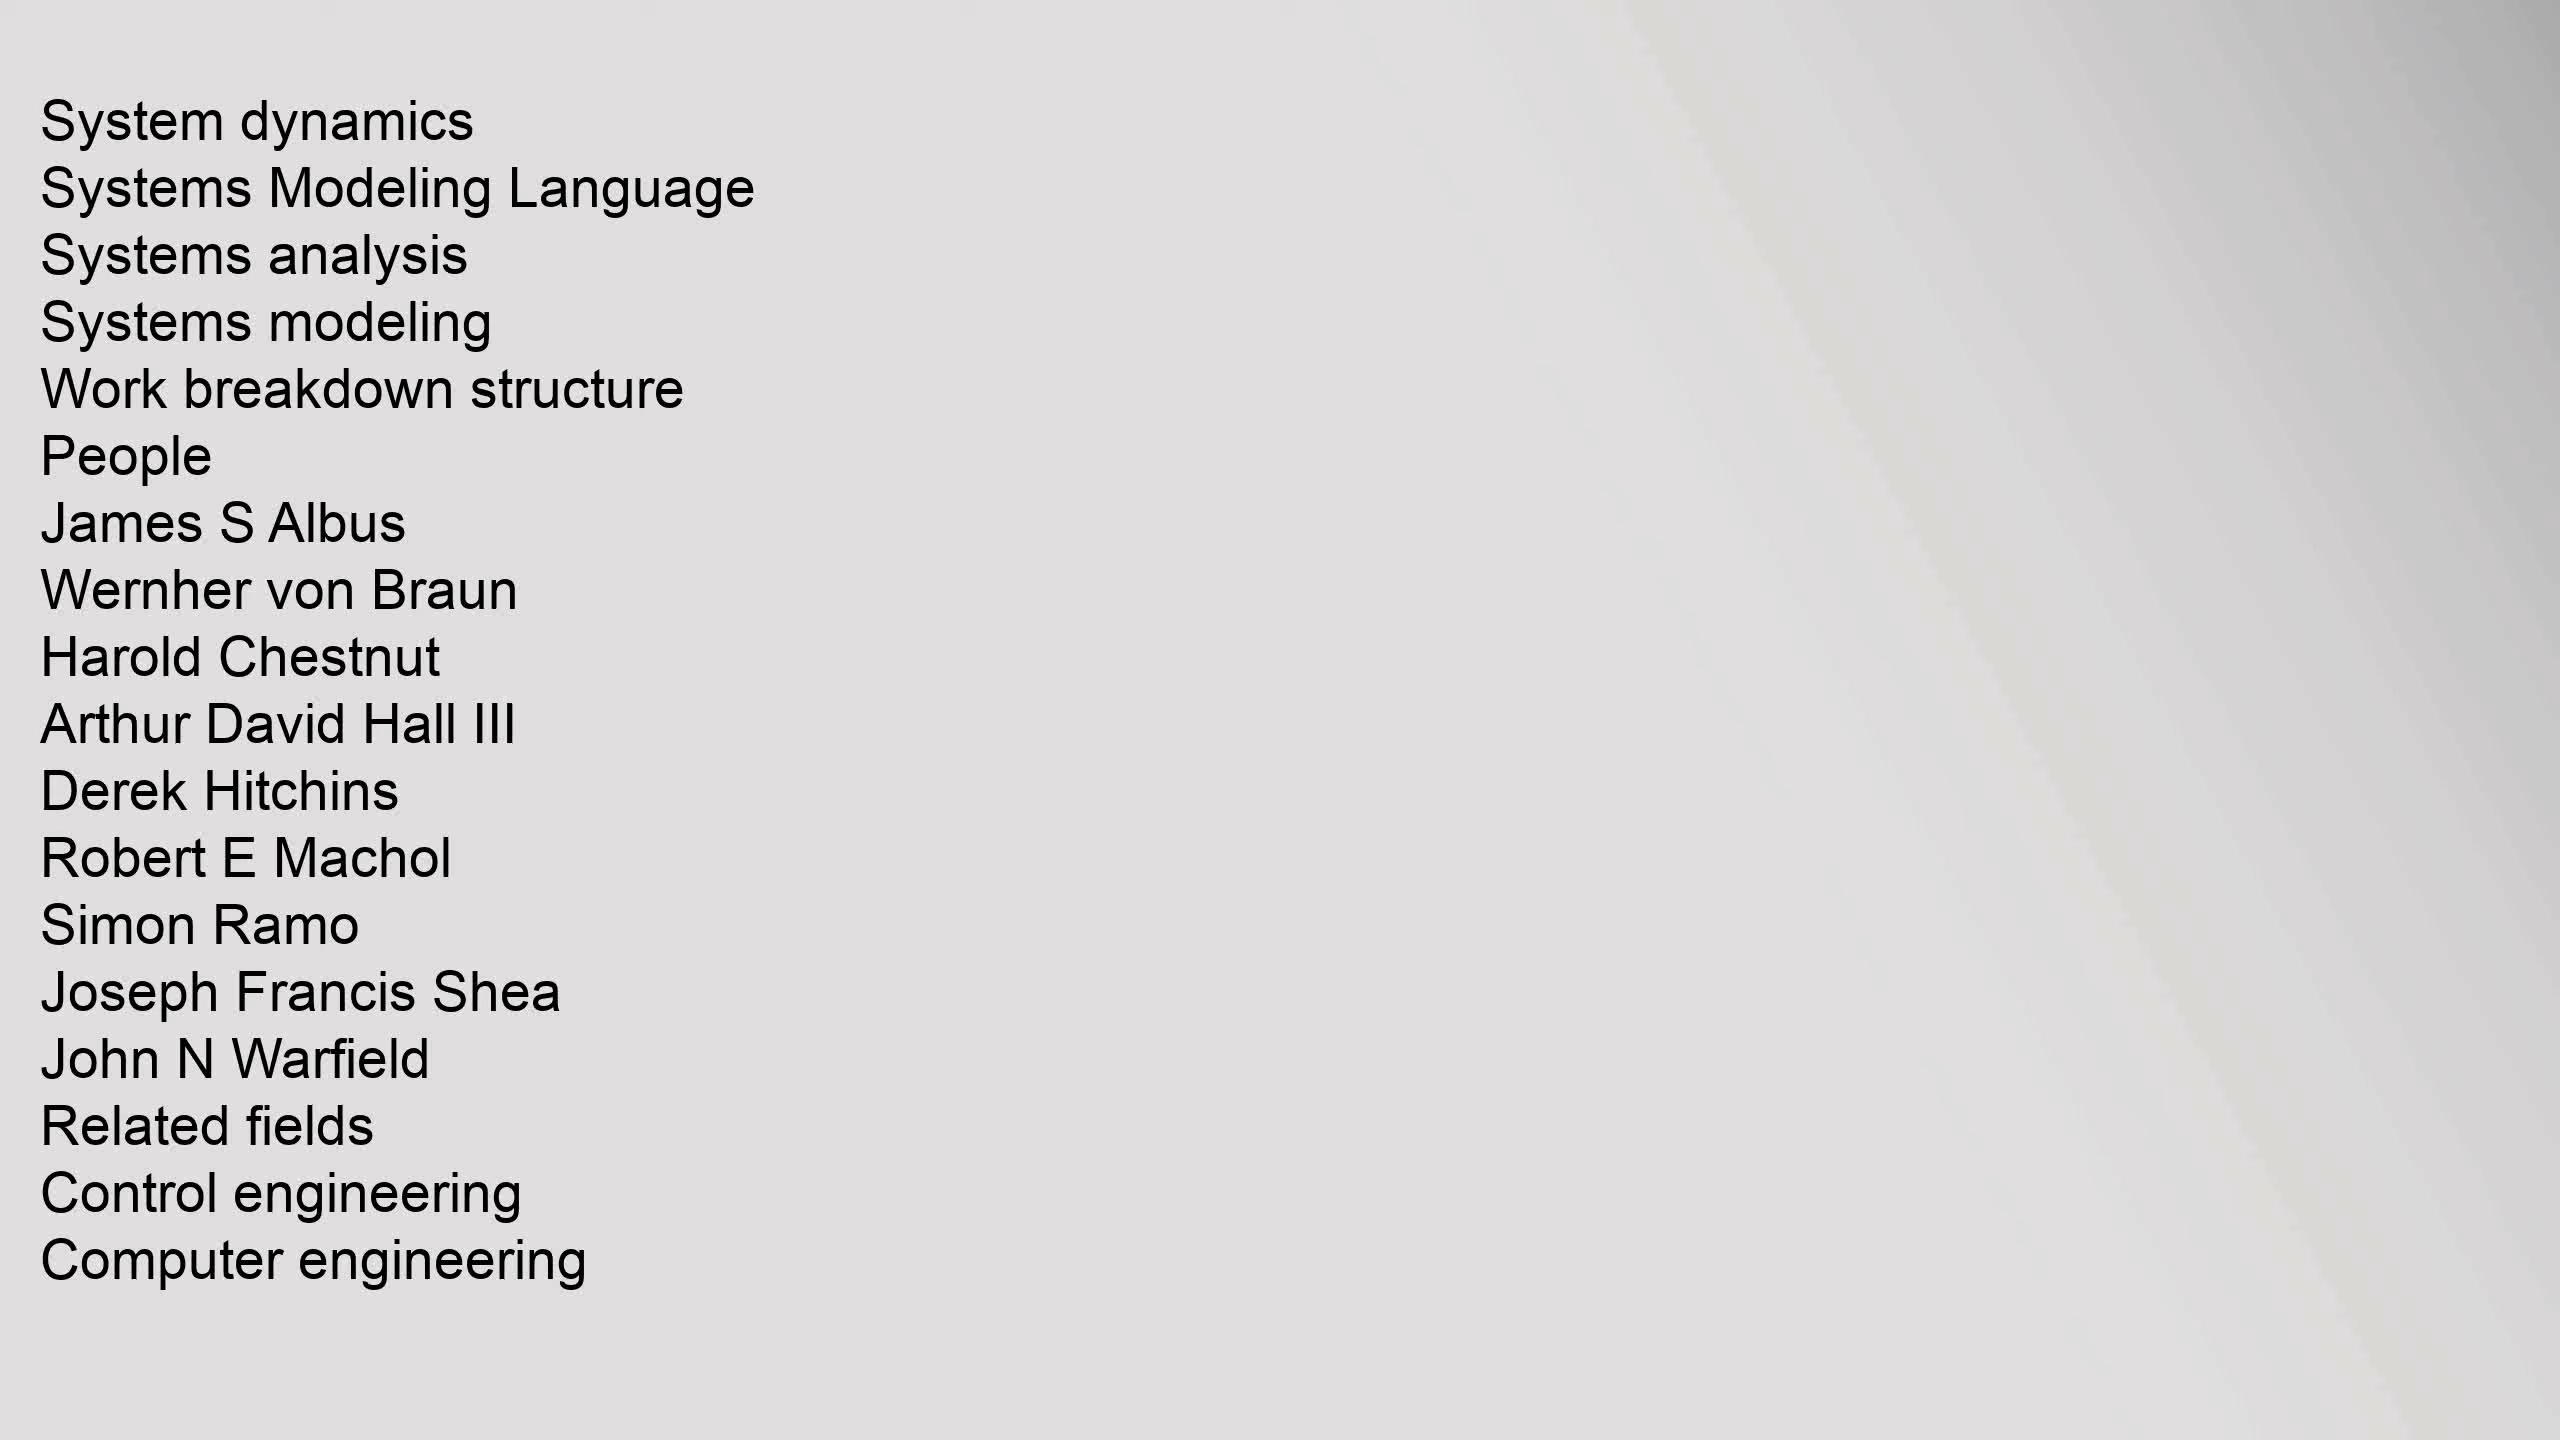 System dynamics
Systems Modeling Language
Systems analysis
Systems modeling
Work breakdown structure
People
James S Albus
Wernher von Braun
Harold Chestnut
Arthur David Hall III
Derek Hitchins
Robert E Machol
Simon Ramo
Joseph Francis Shea
John N Warfield
Related fields
Control engineering
Computer engineering